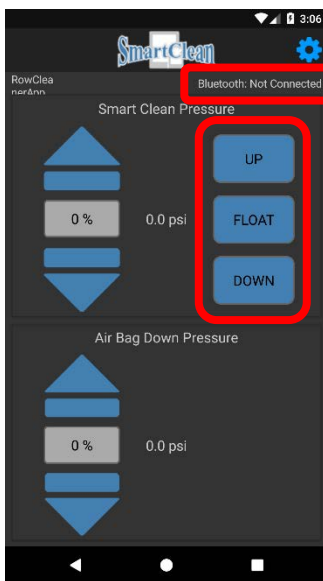 3:06
SmartClean
RowClea
nerApp
Bluetooth: Not Connected
Smart Clean Pressure
UP
0 %
0.0 psi
FLOAT
DOWN
Air Bag Down Pressure
0 %
0.0 psi